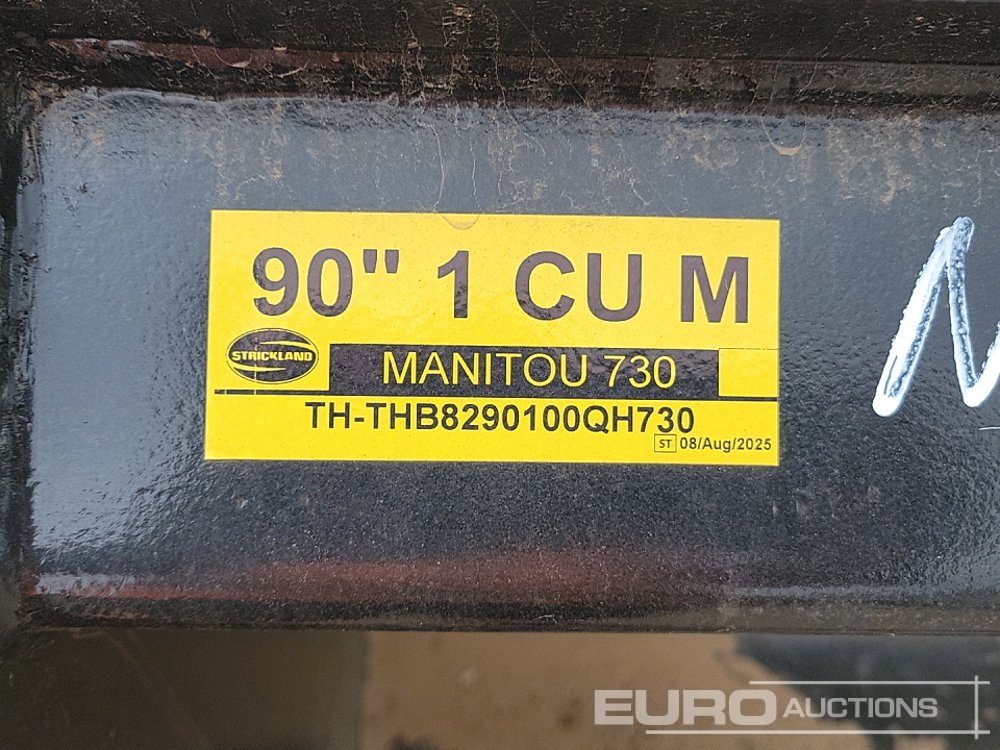 90" 1 CU M
STRICKLAND
MANITOU 730
TH-THB8290100QH730
ST 08/Aug/2025
EURO AUCTIONS